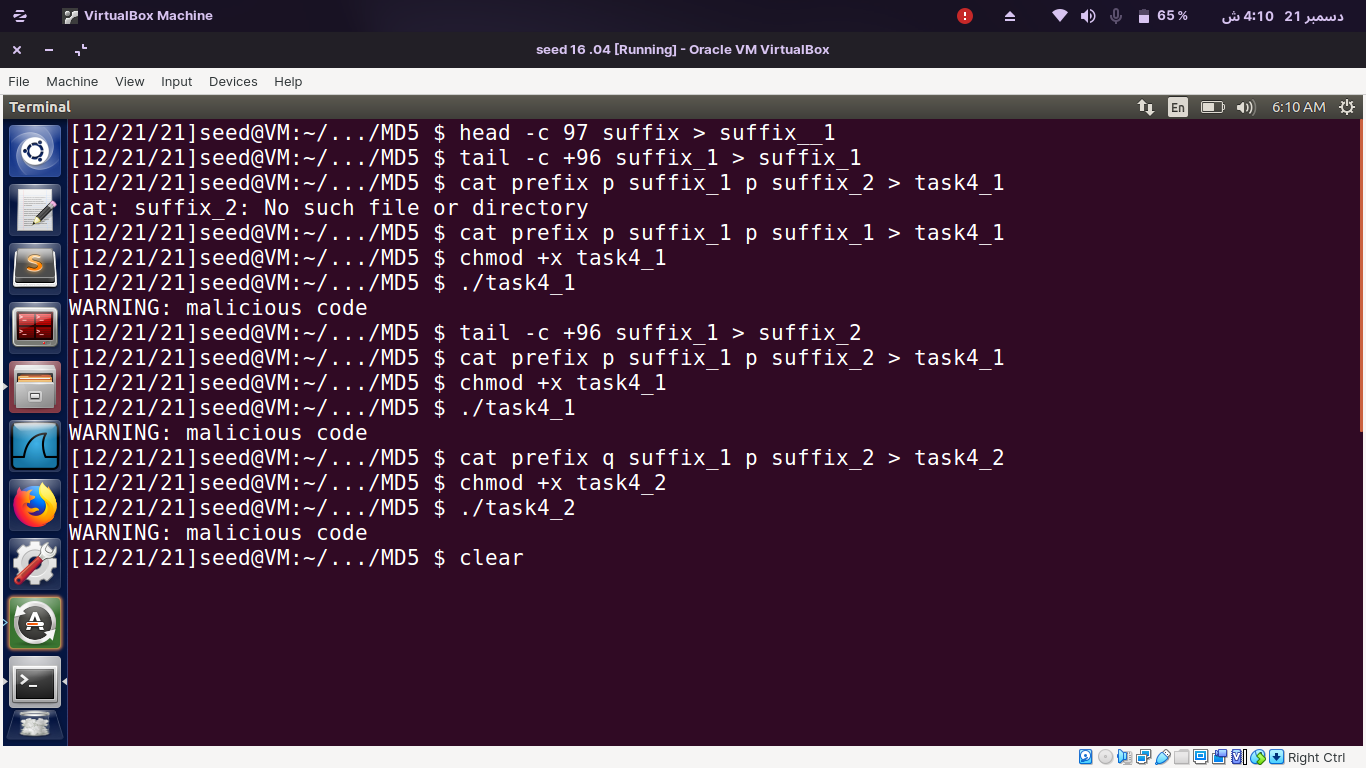 VirtualBox Machine
65 %
دسمبر 21 4:10 ش
seed 16 .04 [Running] - Oracle VM VirtualBox
File Machine View Input Devices Help
Terminal
En
6:10 AM
[12/21/21]seed@VM:~/.../MD5 $ head -c 97 suffix > suffix__1
[12/21/21]seed@VM:~/.../MD5 $ tail -c +96 suffix_1 > suffix_1
[12/21/21]seed@VM:~/.../MD5 $ cat prefix p suffix_1 p suffix_2 > task4_1
cat: suffix_2: No such file or directory
[12/21/21]seed@VM:~/.../MD5 $ cat prefix p suffix_1 p suffix_1 > task4_1
[12/21/21]seed@VM:~/.../MD5 $ chmod +x task4_1
[12/21/21]seed@VM:~/.../MD5 $ ./task4_1
WARNING: malicious code
[12/21/21]seed@VM:~/.../MD5 $ tail -c +96 suffix_1 > suffix_2
[12/21/21]seed@VM:~/.../MD5 $ cat prefix p suffix_1 p suffix_2 > task4_1
[12/21/21]seed@VM:~/.../MD5 $ chmod +x task4_1
[12/21/21]seed@VM:~/.../MD5 $ ./task4_1
WARNING: malicious code
[12/21/21]seed@VM:~/.../MD5 $ cat prefix q suffix_1 p suffix_2 > task4_2
[12/21/21]seed@VM:~/.../MD5 $ chmod +x task4_2
[12/21/21]seed@VM:~/.../MD5 $ ./task4_2
WARNING: malicious code
[12/21/21]seed@VM:~/.../MD5 $ clear
Right Ctrl